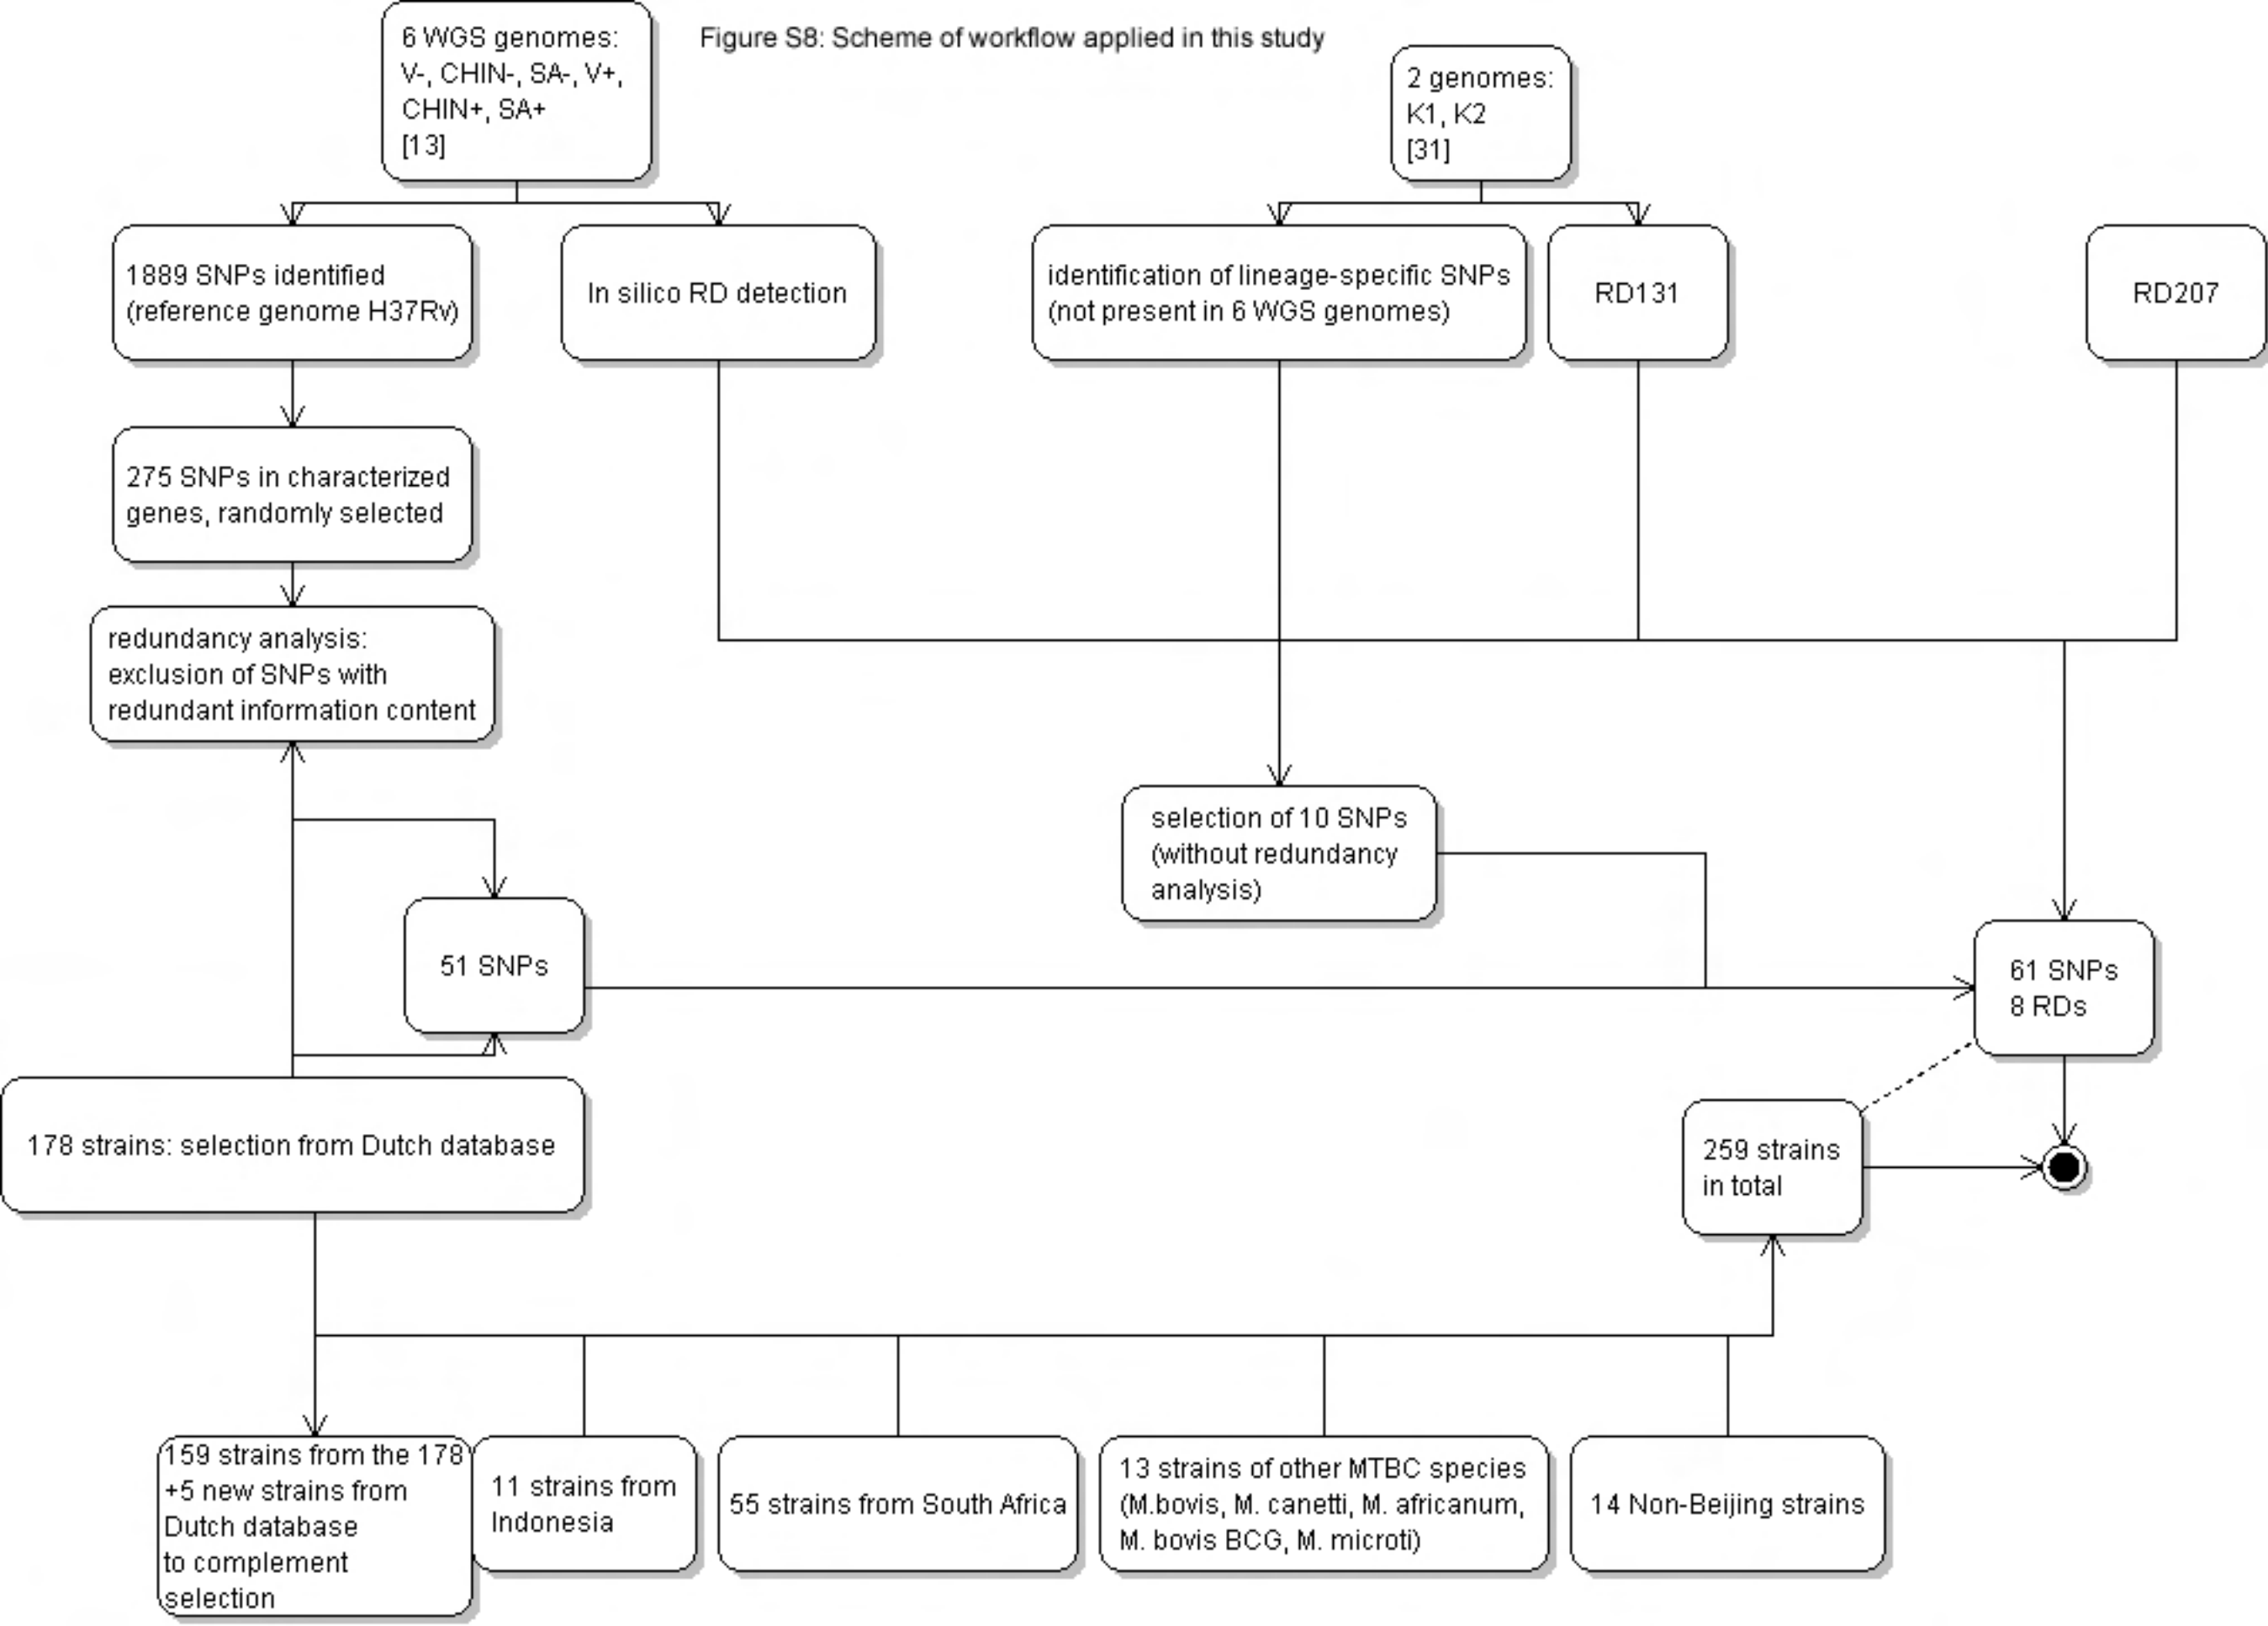 6 WGS genomes:
V-, CHIN-, SA-, V+,
CHIN+, SA+
[13]
Figure S8: Scheme of workflow applied in this study
2 genomes:
K1, K2
[31]
1889 SNPs identified
(reference genome H37Rv)
In silico RD detection
identification of lineage-specific SNPs
(not present in 6 WGS genomes)
RD131
RD207
275 SNPs in characterized
genes, randomly selected
redundancy analysis:
exclusion of SNPs with
redundant information content
selection of 10 SNPs
(without redundancy
analysis)
51 SNPs
61 SNPs
8 RDs
178 strains: selection from Dutch database
259 strains
in total
159 strains from the 178
+5 new strains from
Dutch database
to complement
selection
11 strains from
Indonesia
55 strains from South Africa
13 strains of other MTBC species
(M.bovis, M. canetti, M. africanum,
M. bovis BCG, M. microti)
14 Non-Beijing strains